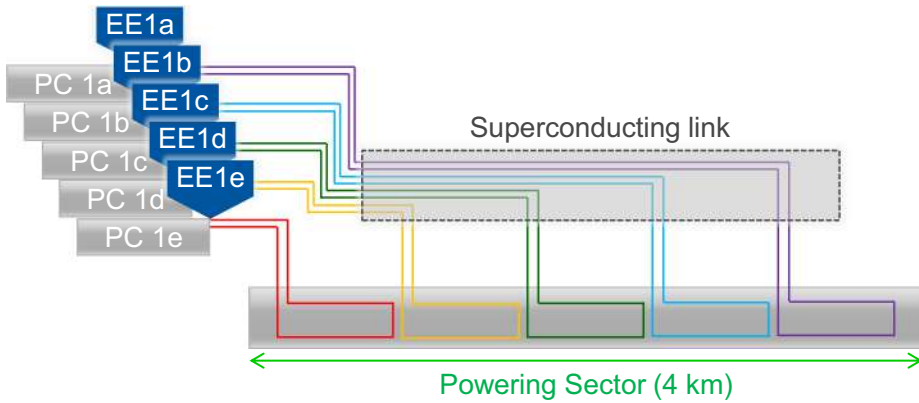 EE1a
EE1b
PC 1a
EE1c
PC 1b
EE1d
Superconducting link
PC 1c
EE1e
PC 1d
PC 1e
Powering Sector (4 km)